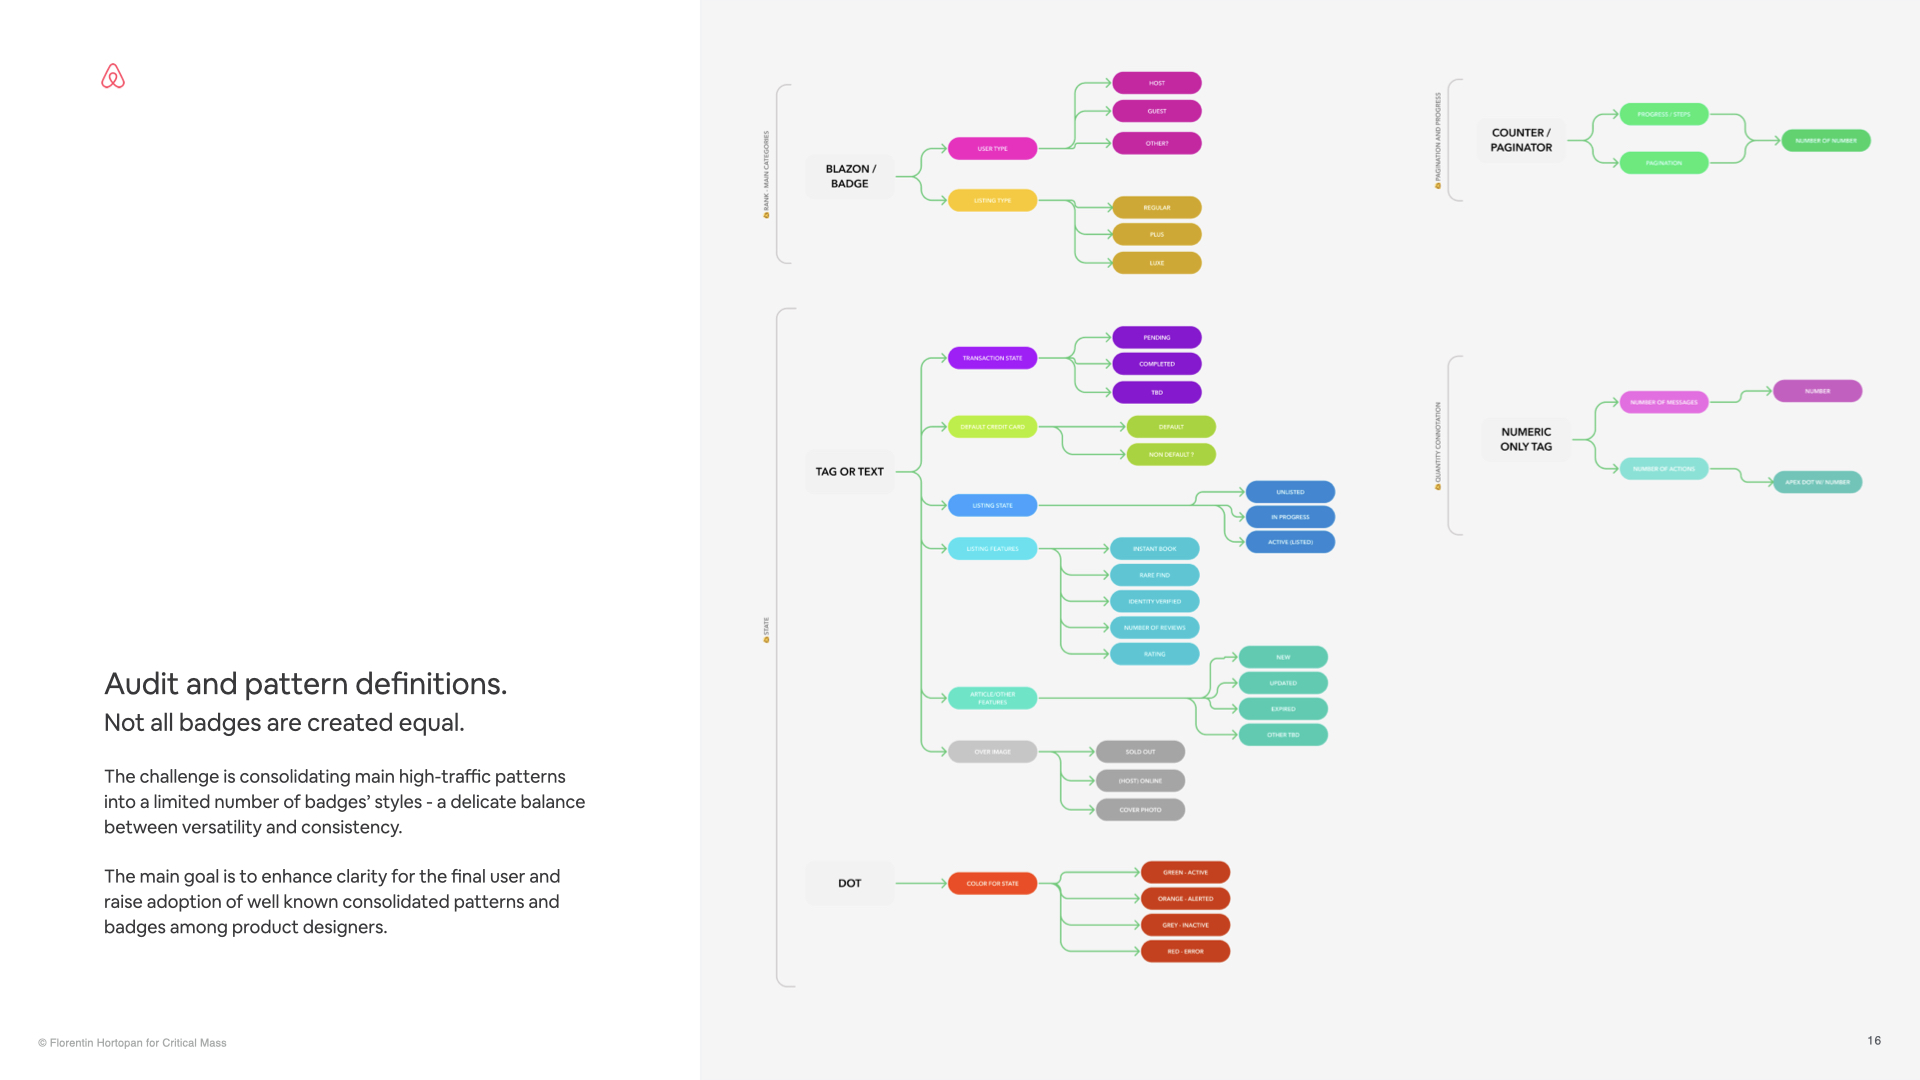 Audit and pattern definitions.
Not all badges are created equal.
The challenge is consolidating main high-traffic patterns
into a limited number of badges’ styles - a delicate balance
between versatility and consistency.
The main goal is to enhance clarity for the final user and
raise adoption of well known consolidated patterns and
badges among product designers.
© Florentin Hortopan for Critical Mass
RANK - MAIN CATEGORIES
BLAZON /
BADGE
USER TYPE
HOST
GUEST
OTHER?
LISTING TYPE
REGULAR
PLUS
LUXE
STATE
TAG OR TEXT
TRANSACTION STATE
PENDING
COMPLETED
TBD
DEFAULT CREDIT CARD
DEFAULT
NON DEFAULT ?
LISTING STATE
UNLISTED
IN PROGRESS
ACTIVE (LISTED)
LISTING FEATURES
INSTANT BOOK
RARE FIND
IDENTITY VERIFIED
NUMBER OF REVIEWS
RATING
ARTICLE/OTHER
FEATURES
NEW
UPDATED
EXPIRED
OTHER TBD
OVER IMAGE
SOLD OUT
(HOST) ONLINE
COVER PHOTO
DOT
COLOR FOR STATE
GREEN - ACTIVE
ORANGE - ALERTED
GREY - INACTIVE
RED - ERROR
PAGINATION AND PROGRESS
COUNTER /
PAGINATOR
PROGRESS / STEPS
PAGINATION
NUMBER OF NUMBER
QUANTITY CONNOTATION
NUMERIC
ONLY TAG
NUMBER OF MESSAGES
NUMBER
NUMBER OF ACTIONS
APEX DOT W/ NUMBER
16